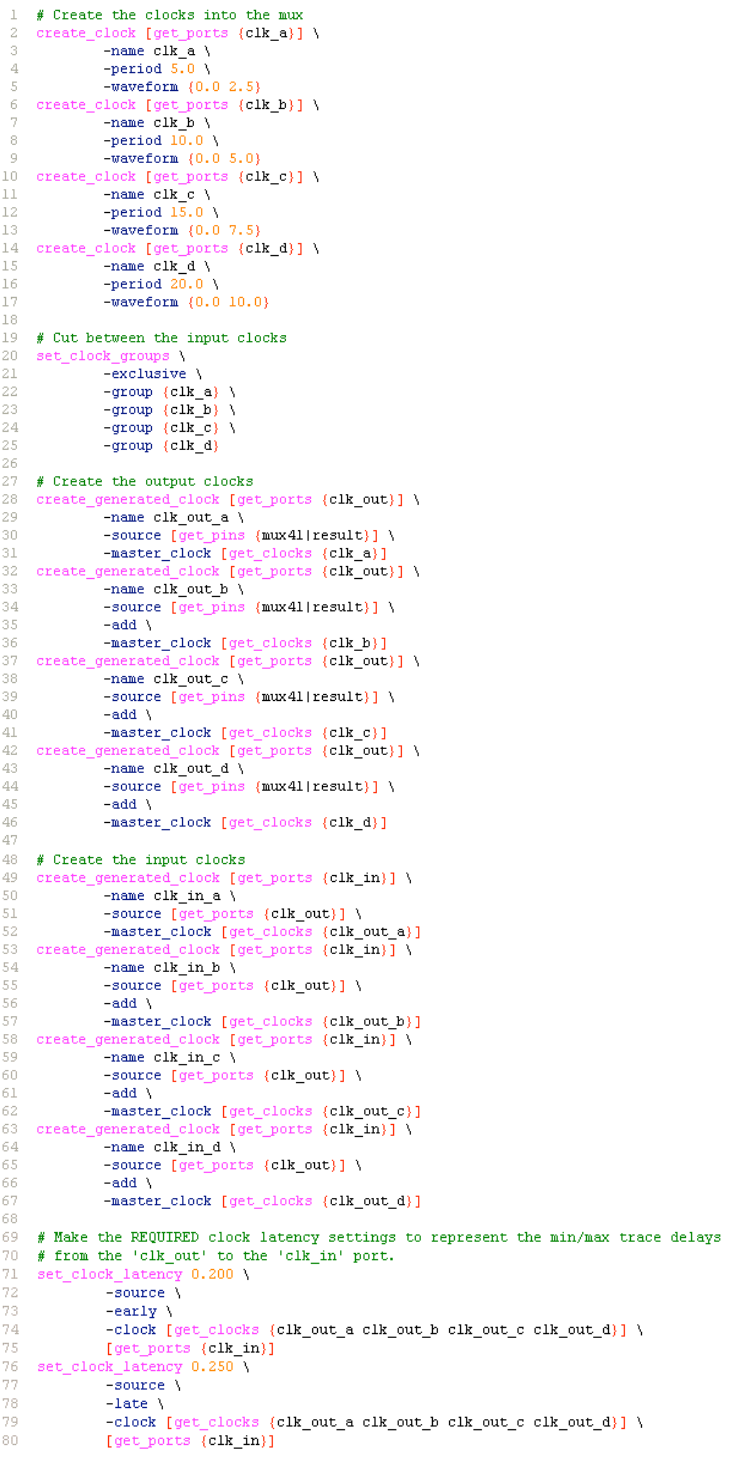 1 # Create the clocks into the mux
2 create_clock [get_ports {clk_a}] \
3 -name clk_a \
4 -period 5.0 \
5 -waveform {0.0 2.5}
6 create_clock [get_ports {clk_b}] \
7 -name clk_b \
8 -period 10.0 \
9 -waveform {0.0 5.0}
10 create_clock [get_ports {clk_c}] \
11 -name clk_c \
12 -period 15.0 \
13 -waveform {0.0 7.5}
14 create_clock [get_ports {clk_d}] \
15 -name clk_d \
16 -period 20.0 \
17 -waveform {0.0 10.0}
18
19 # Cut between the input clocks
20 set_clock_groups \
21 -exclusive \
22 -group {clk_a} \
23 -group {clk_b} \
24 -group {clk_c} \
25 -group {clk_d}
26
27 # Create the output clocks
28 create_generated_clock [get_ports {clk_out}] \
29 -name clk_out_a \
30 -source [get_pins {mux41|result}] \
31 -master_clock [get_clocks {clk_a}]
32 create_generated_clock [get_ports {clk_out}] \
33 -name clk_out_b \
34 -source [get_pins {mux41|result}] \
35 -add \
36 -master_clock [get_clocks {clk_b}]
37 create_generated_clock [get_ports {clk_out}] \
38 -name clk_out_c \
39 -source [get_pins {mux41|result}] \
40 -add \
41 -master_clock [get_clocks {clk_c}]
42 create_generated_clock [get_ports {clk_out}] \
43 -name clk_out_d \
44 -source [get_pins {mux41|result}] \
45 -add \
46 -master_clock [get_clocks {clk_d}]
47
48 # Create the input clocks
49 create_generated_clock [get_ports {clk_in}] \
50 -name clk_in_a \
51 -source [get_ports {clk_out}] \
52 -master_clock [get_clocks {clk_out_a}]
53 create_generated_clock [get_ports {clk_in}] \
54 -name clk_in_b \
55 -source [get_ports {clk_out}] \
56 -add \
57 -master_clock [get_clocks {clk_out_b}]
58 create_generated_clock [get_ports {clk_in}] \
59 -name clk_in_c \
60 -source [get_ports {clk_out}] \
61 -add \
62 -master_clock [get_clocks {clk_out_c}]
63 create_generated_clock [get_ports {clk_in}] \
64 -name clk_in_d \
65 -source [get_ports {clk_out}] \
66 -add \
67 -master_clock [get_clocks {clk_out_d}]
68
69 # Make the REQUIRED clock latency settings to represent the min/max trace delays
70 # from the 'clk_out' to the 'clk_in' port.
71 set_clock_latency 0.200 \
72 -source \
73 -early \
74 -clock [get_clocks {clk_out_a clk_out_b clk_out_c clk_out_d}] \
75 [get_ports {clk_in}]
76 set_clock_latency 0.250 \
77 -source \
78 -late \
79 -clock [get_clocks {clk_out_a clk_out_b clk_out_c clk_out_d}] \
80 [get_ports {clk_in}]